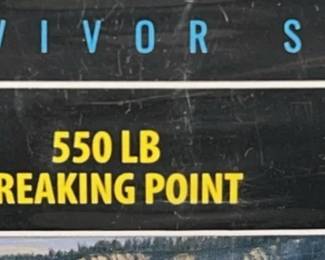 VIVOR S
550 LB
REAKING POINT